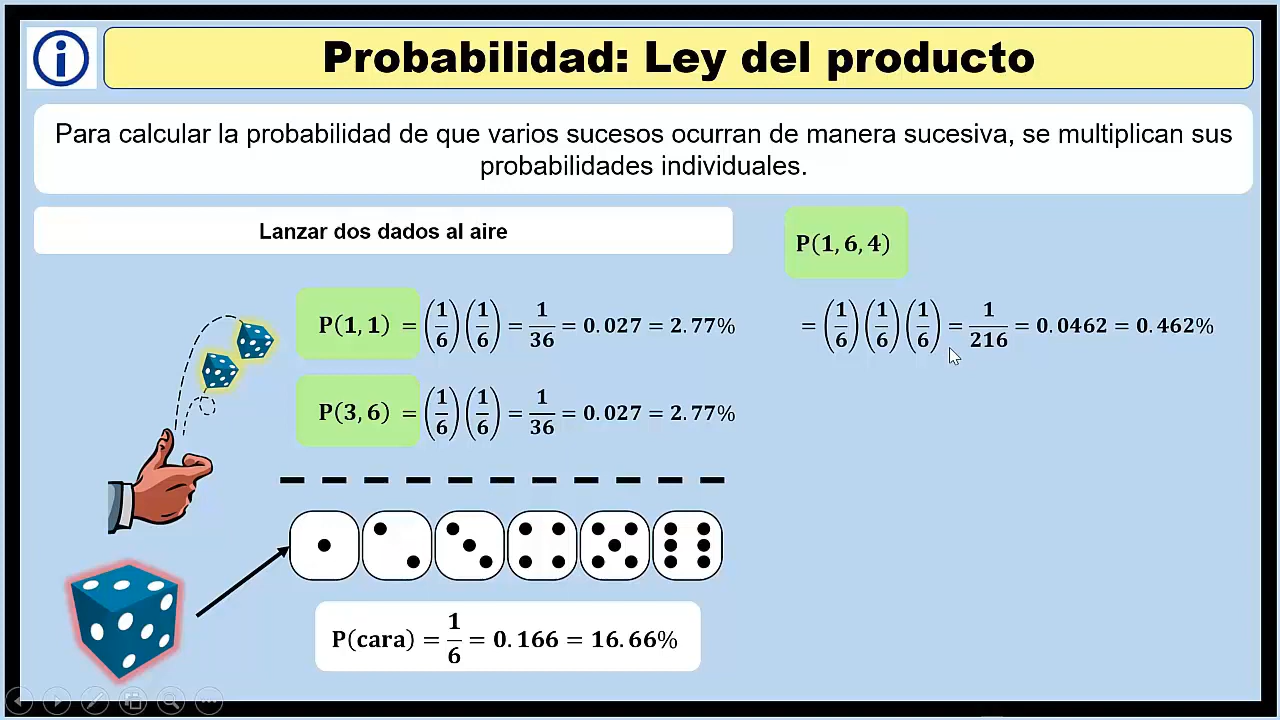 i
Probabilidad: Ley del producto
Para calcular la probabilidad de que varios sucesos ocurran de manera sucesiva, se multiplican sus
probabilidades individuales.
Lanzar dos dados al aire
P(1, 1) = (1/6)(1/6) = 1/36 = 0.027 = 2.77%
P(3, 6) = (1/6)(1/6) = 1/36 = 0.027 = 2.77%
P(cara) = 1/6 = 0.166 = 16.66%
P(1, 6, 4)
= (1/6)(1/6)(1/6) = 1/216 = 0.0462 = 0.462%